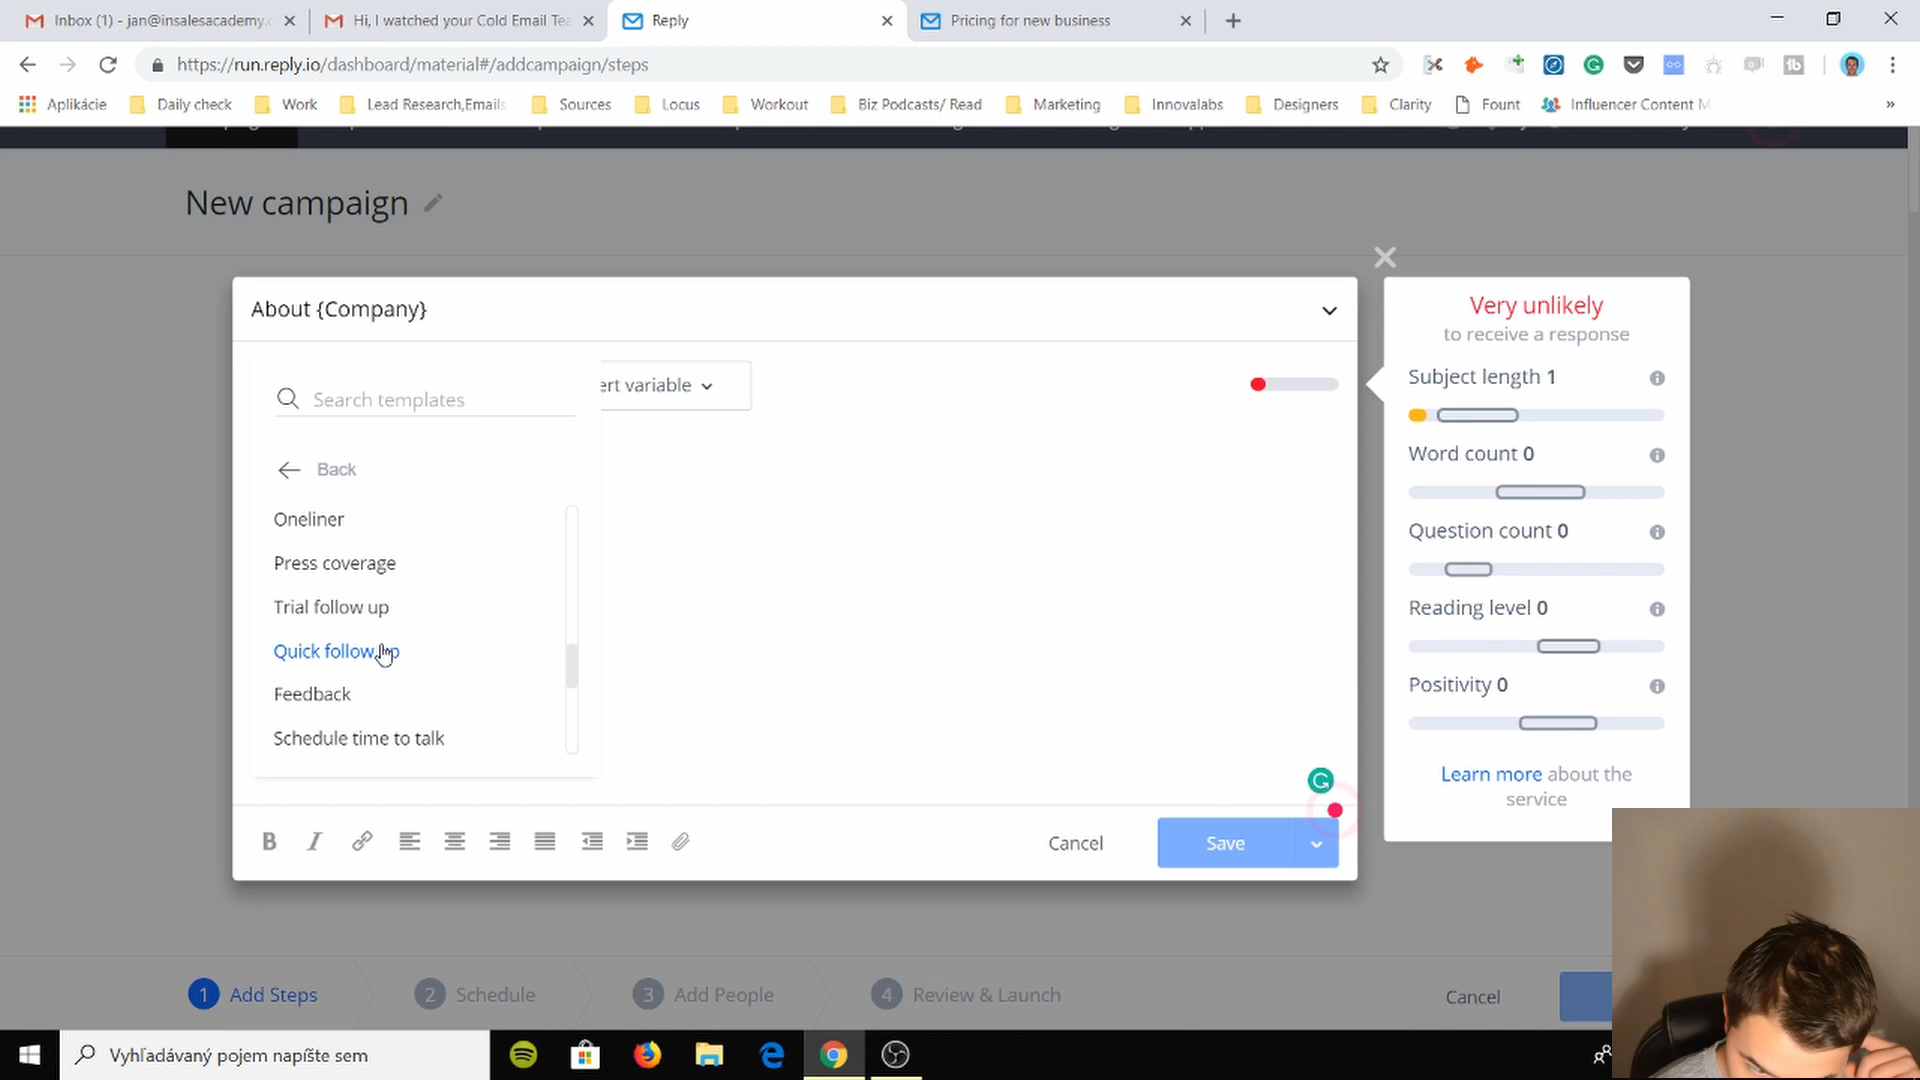 Inbox (1) - jan@insalesacademy.
Hi, I watched your Cold Email Te
Reply
Pricing for new business
https://run.reply.io/dashboard/material#/addcampaign/steps
Aplikácie
Daily check
Work
Lead Research,Emails
Sources
Locus
Workout
Biz Podcasts/ Read
Marketing
Innovalabs
Designers
Clarity
Fount
Influencer Content M
»
New campaign
About {Company}
Search templates
ert variable
Back
Oneliner
Press coverage
Trial follow up
Quick follow up
Feedback
Schedule time to talk
Very unlikely
to receive a response
Subject length 1
Word count 0
Question count 0
Reading level 0
Positivity 0
Learn more about the
service
B I
Cancel
Save
1 Add Steps
2 Schedule
3 Add People
4 Review & Launch
Cancel
Vyhľadávaný pojem napíšte sem